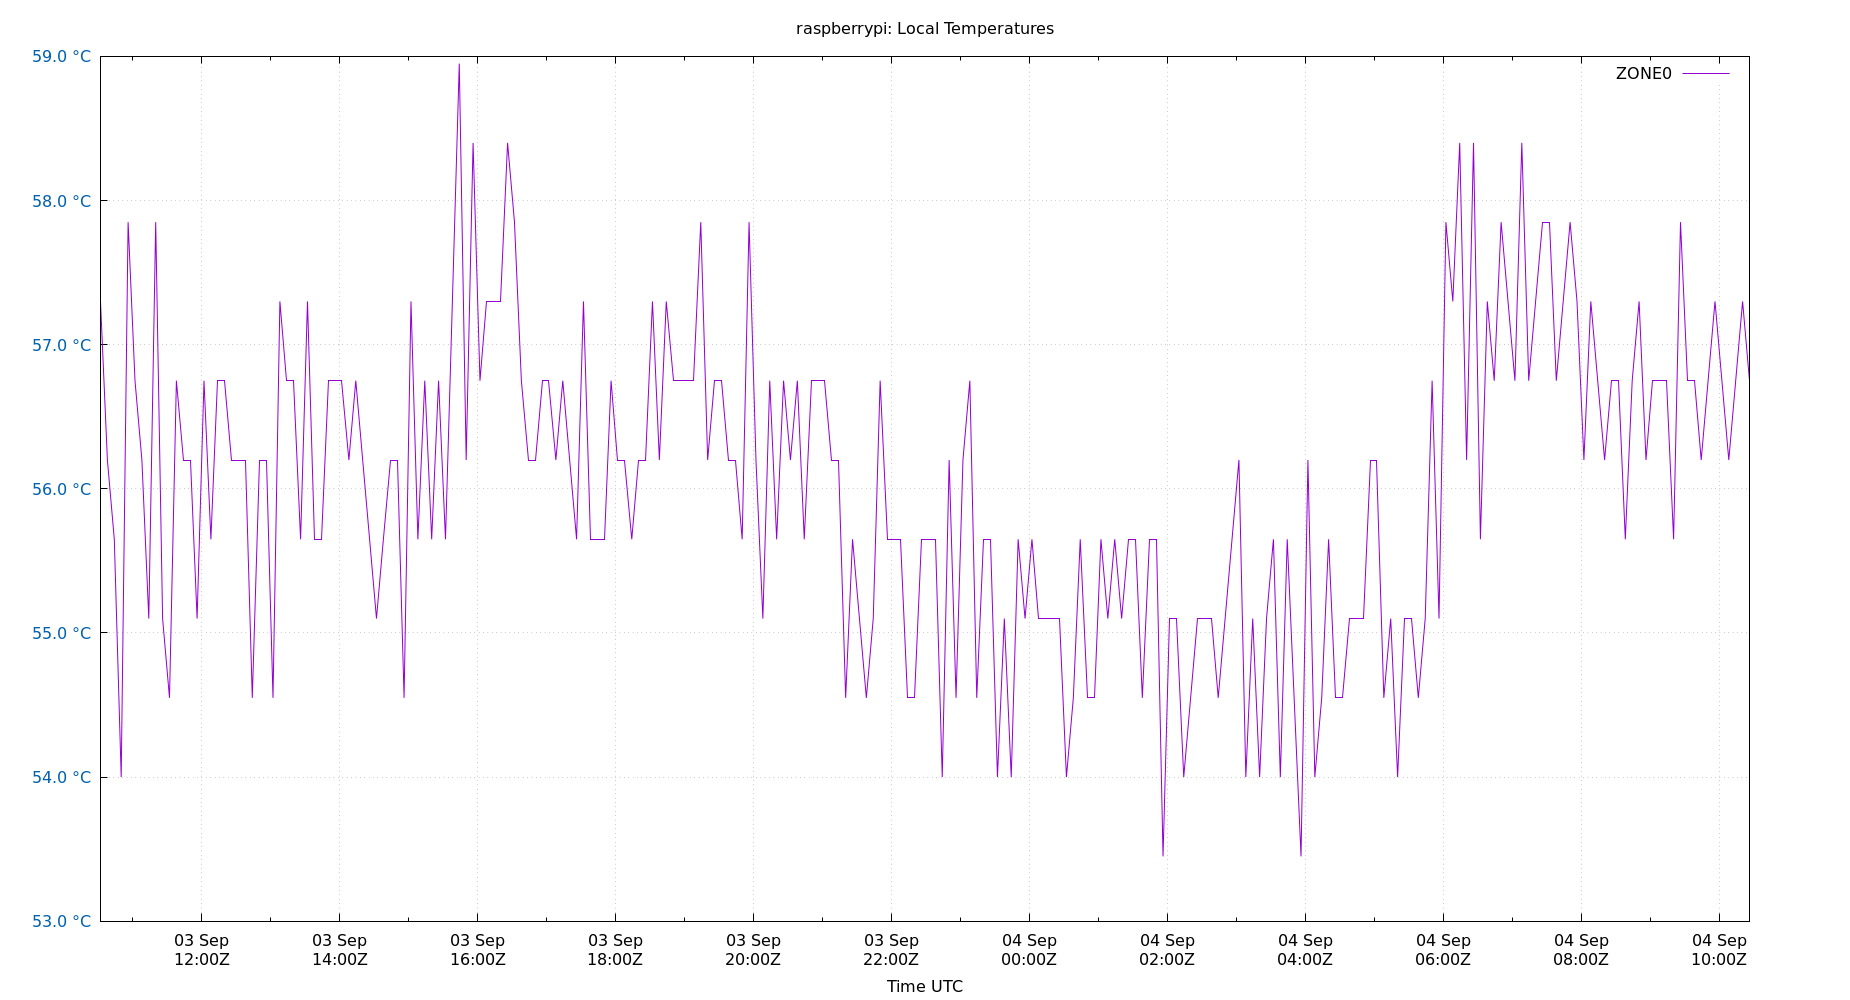 raspberrypi: Local Temperatures
59.0 °C
ZONE0
58.0 °C
57.0 °C
56.0 °C
55.0 °C
54.0 °C
53.0 °C
03 Sep 03 Sep 03 Sep 03 Sep 03 Sep 03 Sep 04 Sep 04 Sep 04 Sep 04 Sep 04 Sep 04 Sep
12:00Z 14:00Z 16:00Z 18:00Z 20:00Z 22:00Z 00:00Z 02:00Z 04:00Z 06:00Z 08:00Z 10:00Z
Time UTC